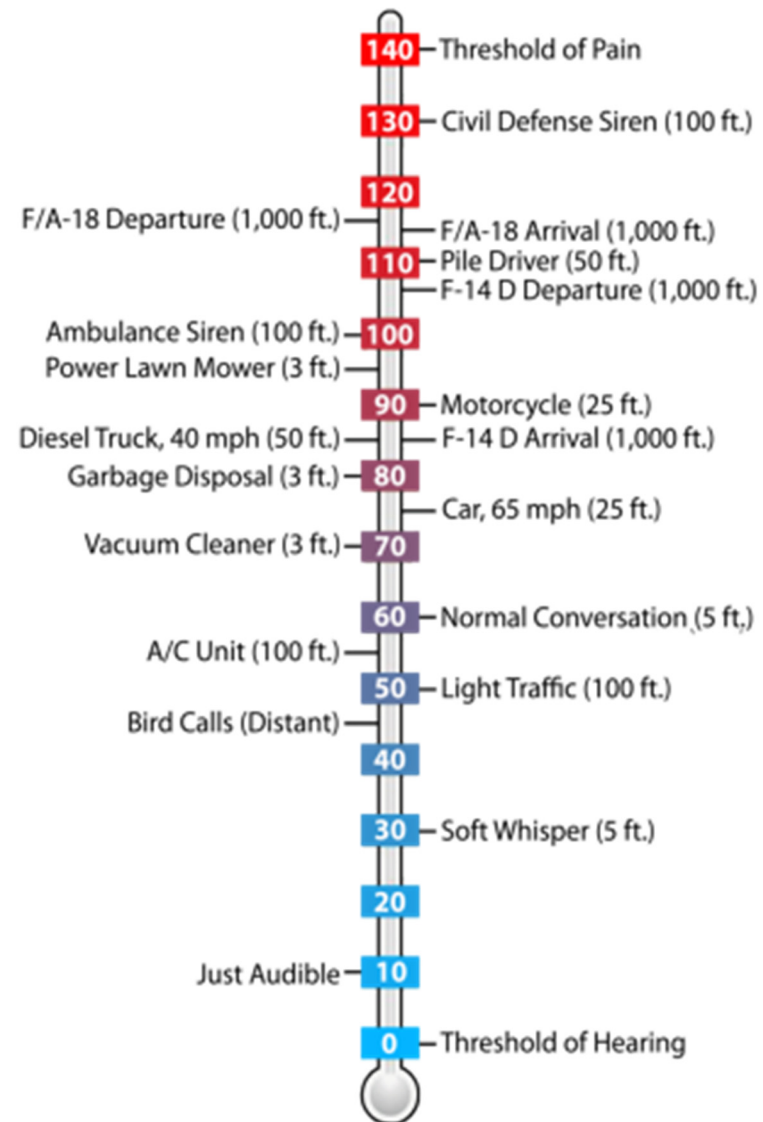 140 Threshold of Pain
130 Civil Defense Siren (100 ft.)
120
F/A-18 Departure (1,000 ft.)
F/A-18 Arrival (1,000 ft.)
110 Pile Driver (50 ft.)
F-14 D Departure (1,000 ft.)
Ambulance Siren (100 ft.) 100
Power Lawn Mower (3 ft.)
90 Motorcycle (25 ft.)
Diesel Truck, 40 mph (50 ft.) F-14 D Arrival (1,000 ft.)
Garbage Disposal (3 ft.) 80
Car, 65 mph (25 ft.)
Vacuum Cleaner (3 ft.) 70
60 Normal Conversation (5 ft.)
A/C Unit (100 ft.)
50 Light Traffic (100 ft.)
Bird Calls (Distant)
40
30 Soft Whisper (5 ft.)
20
Just Audible 10
0 Threshold of Hearing